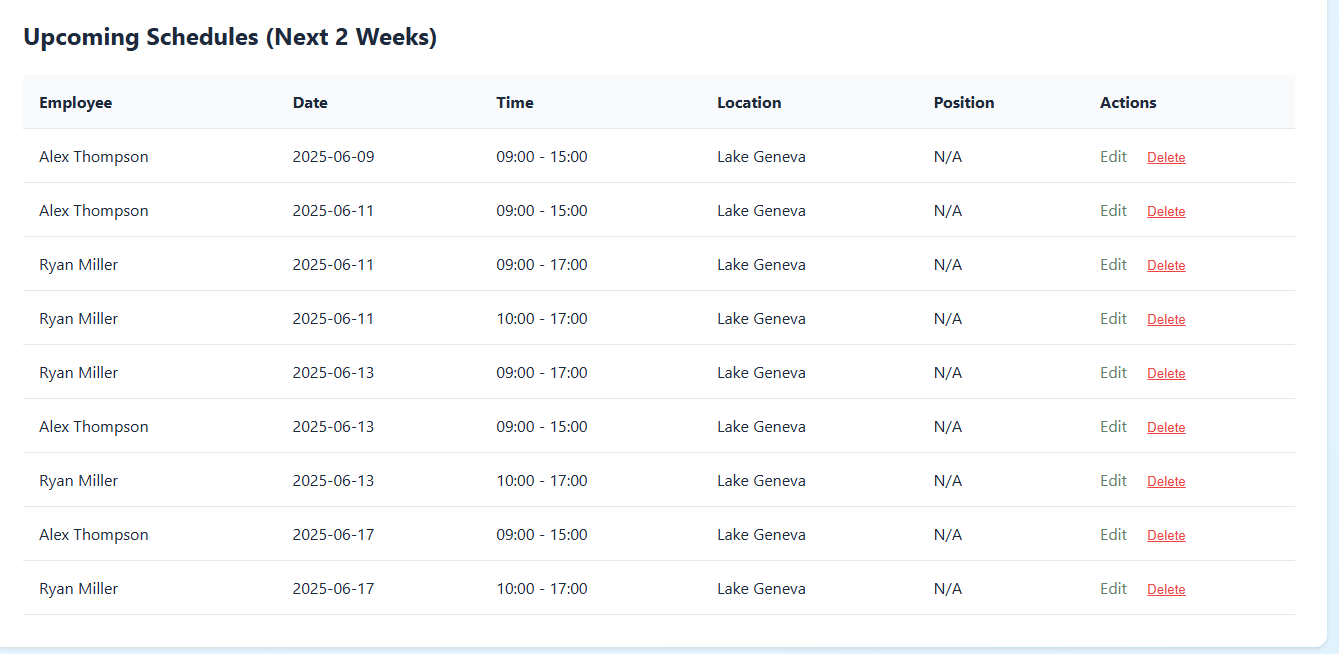 Upcoming Schedules (Next 2 Weeks)
Employee Date Time Location Position Actions
Alex Thompson 2025-06-09 09:00 - 15:00 Lake Geneva N/A Edit Delete
Alex Thompson 2025-06-11 09:00 - 15:00 Lake Geneva N/A Edit Delete
Ryan Miller 2025-06-11 09:00 - 17:00 Lake Geneva N/A Edit Delete
Ryan Miller 2025-06-11 10:00 - 17:00 Lake Geneva N/A Edit Delete
Ryan Miller 2025-06-13 09:00 - 17:00 Lake Geneva N/A Edit Delete
Alex Thompson 2025-06-13 09:00 - 15:00 Lake Geneva N/A Edit Delete
Ryan Miller 2025-06-13 10:00 - 17:00 Lake Geneva N/A Edit Delete
Alex Thompson 2025-06-17 09:00 - 15:00 Lake Geneva N/A Edit Delete
Ryan Miller 2025-06-17 10:00 - 17:00 Lake Geneva N/A Edit Delete